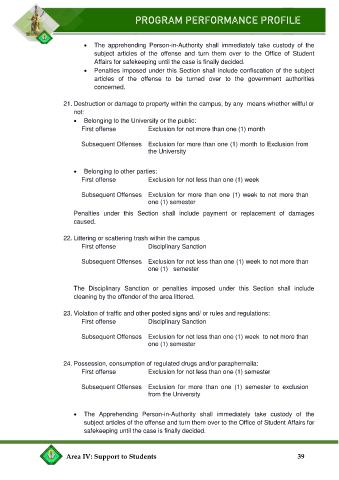 PROGRAM PERFORMANCE PROFILE
• The apprehending Person-in-Authority shall immediately take custody of the
subject articles of the offense and turn them over to the Office of Student
Affairs for safekeeping until the case is finally decided.
• Penalties imposed under this Section shall include confiscation of the subject
articles of the offense to be turned over to the government authorities
concerned.
21. Destruction or damage to property within the campus, by any means whether willful or
not:
• Belonging to the University or the public:
First offense Exclusion for not more than one (1) month
Subsequent Offenses Exclusion for more than one (1) month to Exclusion from
the University
• Belonging to other parties:
First offense Exclusion for not less than one (1) week
Subsequent Offenses Exclusion for more than one (1) week to not more than
one (1) semester
Penalties under this Section shall include payment or replacement of damages
caused.
22. Littering or scattering trash within the campus
First offense Disciplinary Sanction
Subsequent Offenses Exclusion for not less than one (1) week to not more than
one (1) semester
The Disciplinary Sanction or penalties imposed under this Section shall include
cleaning by the offender of the area littered.
23. Violation of traffic and other posted signs and/ or rules and regulations:
First offense Disciplinary Sanction
Subsequent Offenses Exclusion for not less than one (1) week to not more than
one (1) semester
24. Possession, consumption of regulated drugs and/or paraphernalia:
First offense Exclusion for not less than one (1) semester
Subsequent Offenses Exclusion for more than one (1) semester to exclusion
from the University
• The Apprehending Person-in-Authority shall immediately take custody of the
subject articles of the offense and turn them over to the Office of Student Affairs for
safekeeping until the case is finally decided.
Area IV: Support to Students 39